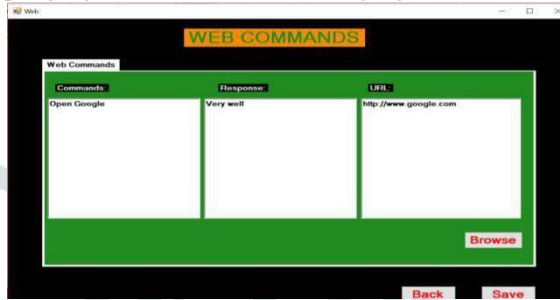 Web
WEB COMMANDS
Web Commands
Commands: Response: URL:
Open Google Very well http://www.google.com
Browse
Back Save